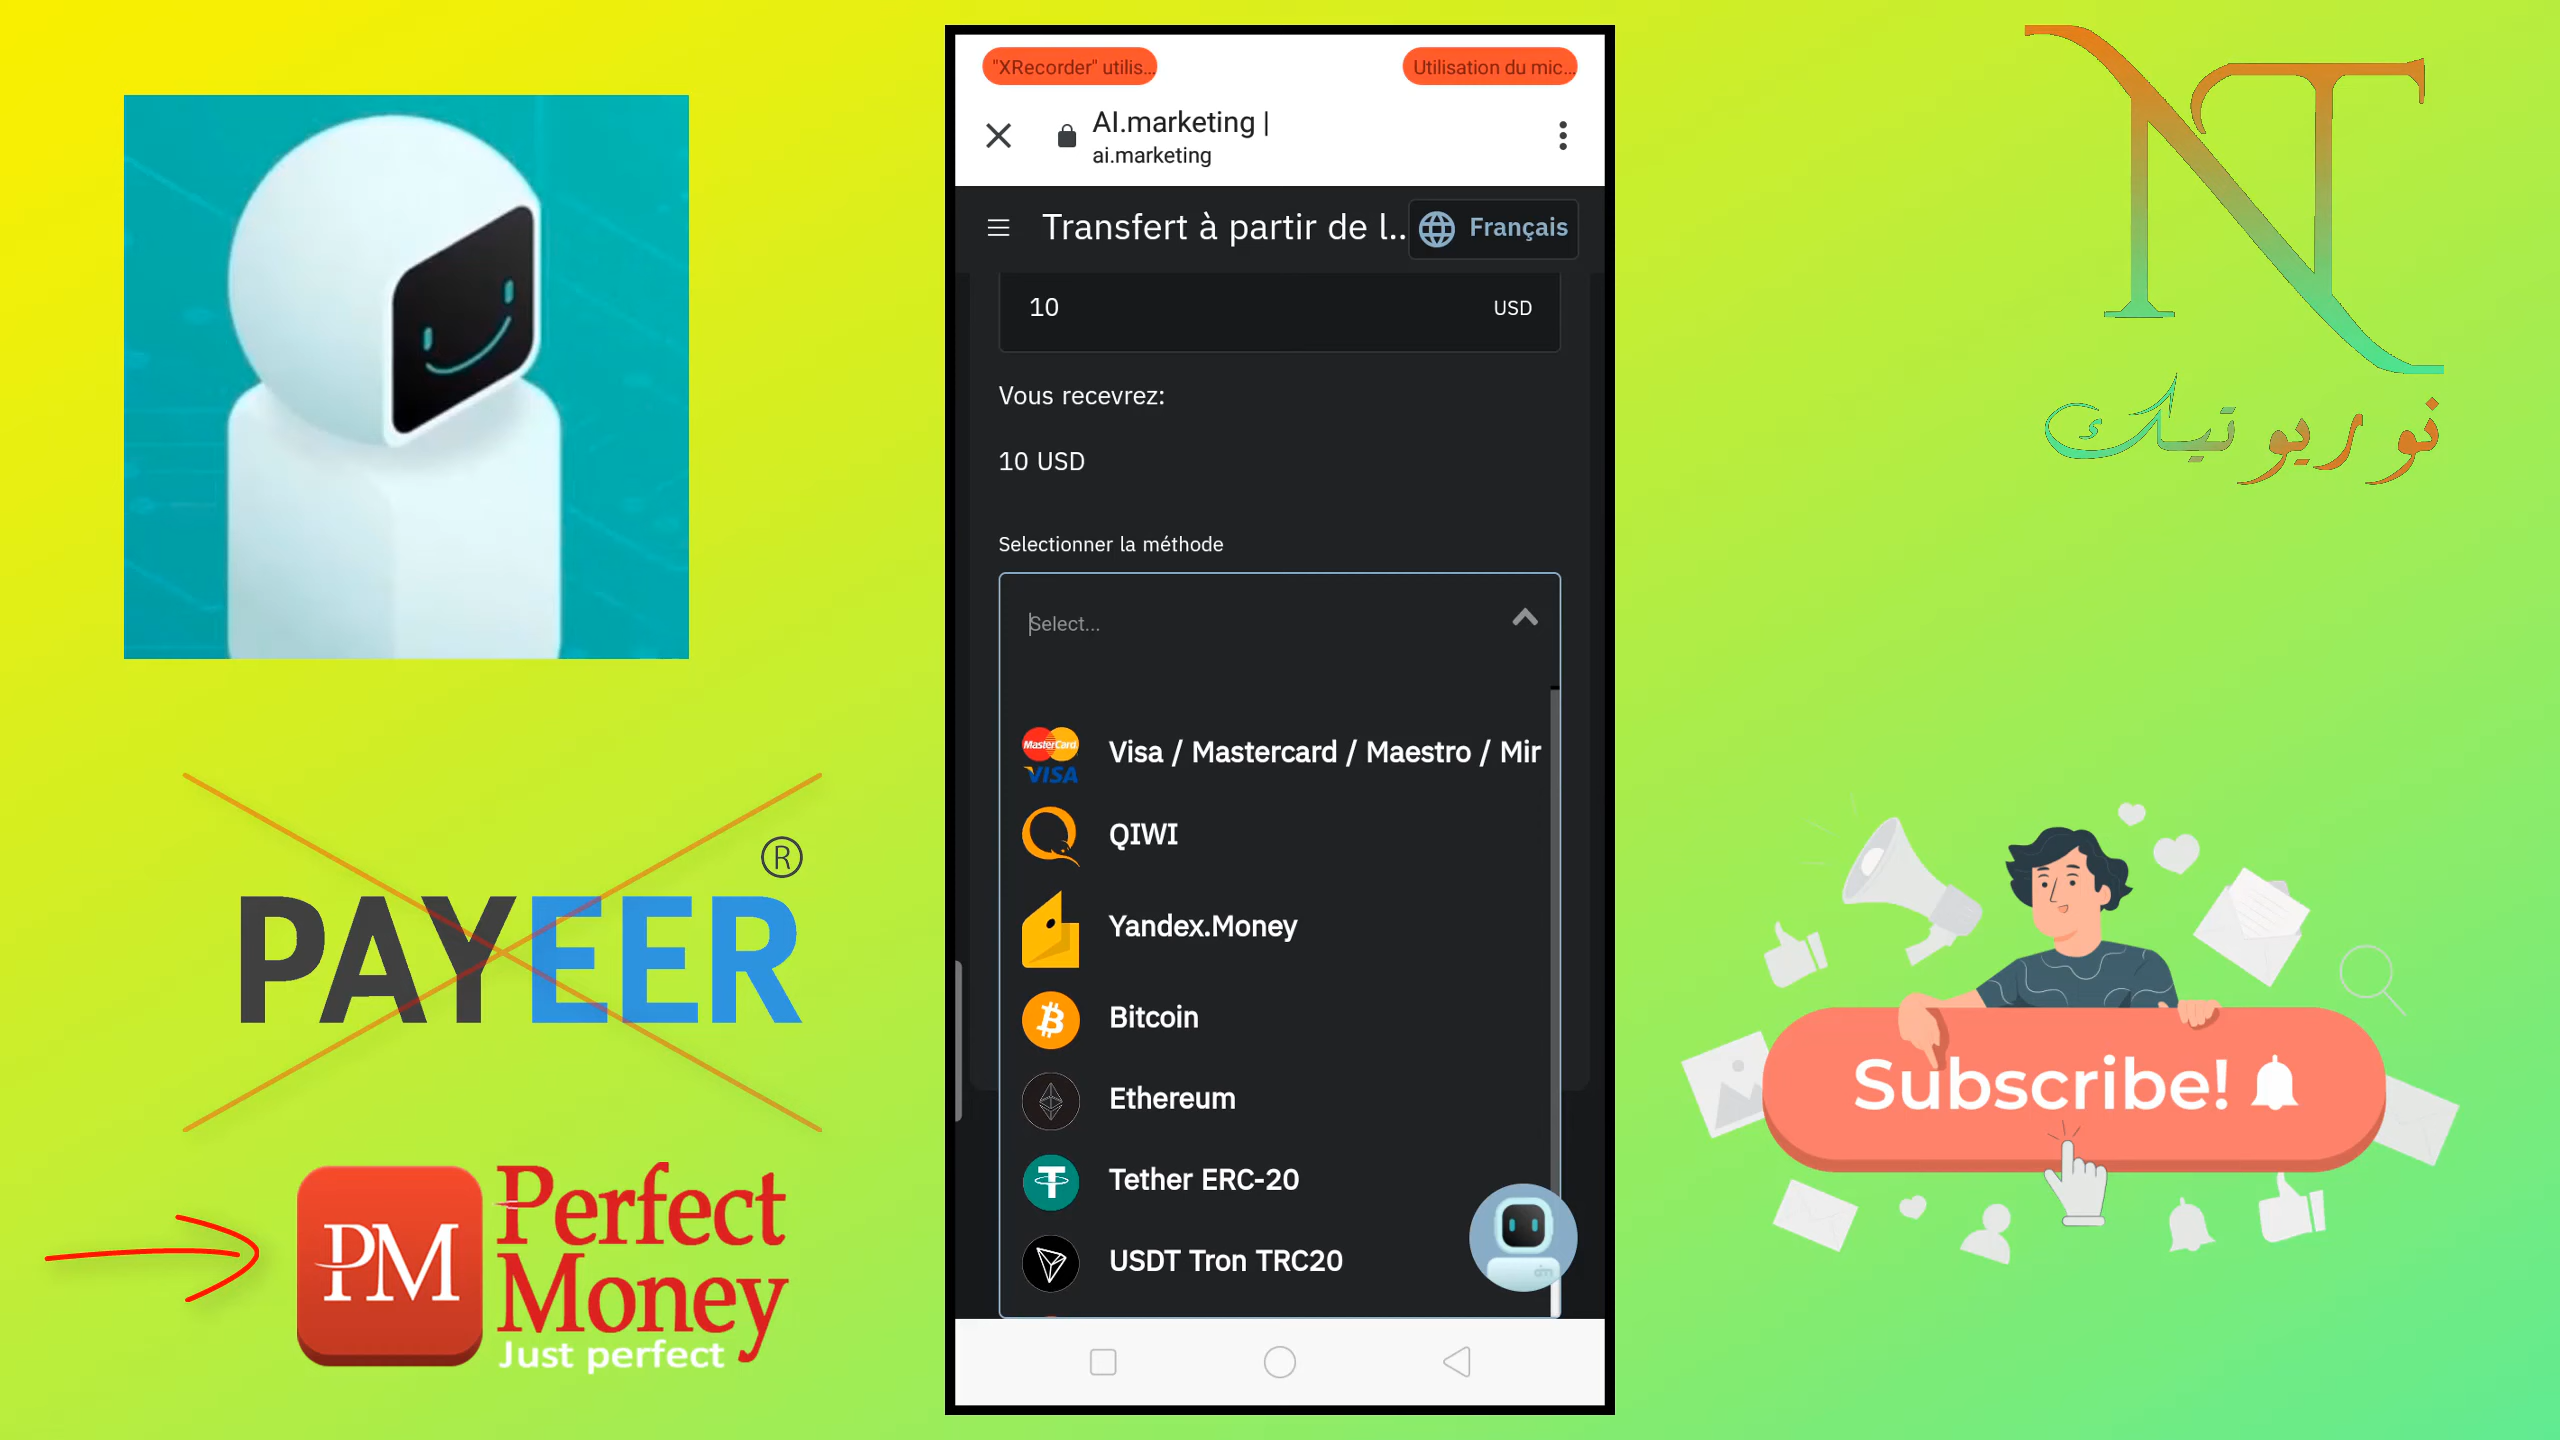 "XRecorder" utilis...
Utilisation du mic...
AI.marketing |
ai.marketing
Transfert à partir de l..
Français
10
USD
Vous recevrez:
10 USD
Selectionner la méthode
Select...
MasterCard
VISA
Visa / Mastercard / Maestro / Mir
QIWI
Yandex.Money
Bitcoin
Ethereum
Tether ERC-20
USDT Tron TRC20
PAYEER®
PM
Perfect
Money
Just perfect
NT
نوريو تيك
Subscribe!